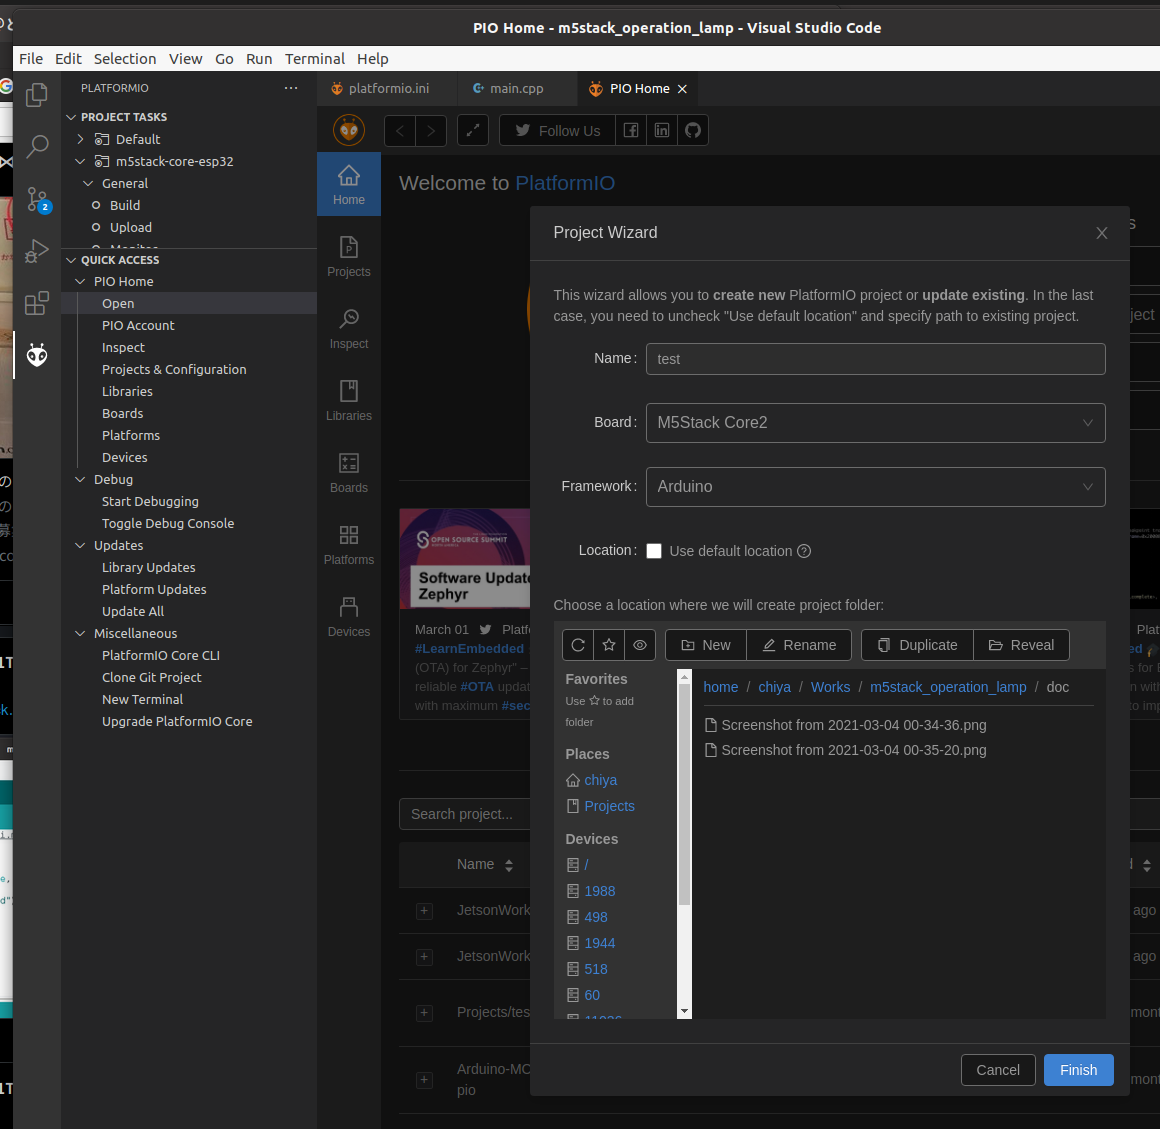 PIO Home - m5stack_operation_lamp - Visual Studio Code
File Edit Selection View Go Run Terminal Help
PLATFORMIO
PROJECT TASKS
Default
m5stack-core-esp32
General
Build
Upload
Monitor
QUICK ACCESS
PIO Home
Open
PIO Account
Inspect
Projects & Configuration
Libraries
Boards
Platforms
Devices
Debug
Start Debugging
Toggle Debug Console
Updates
Library Updates
Platform Updates
Update All
Miscellaneous
PlatformIO Core CLI
Clone Git Project
New Terminal
Upgrade PlatformIO Core
2
platformio.ini
main.cpp
PIO Home
Follow Us
Home
Projects
Inspect
Libraries
Boards
Platforms
Devices
Welcome to PlatformIO
Project Wizard
This wizard allows you to create new PlatformIO project or update existing. In the last
case, you need to uncheck "Use default location" and specify path to existing project.
Name: test
Board: M5Stack Core2
Framework: Arduino
Location: Use default location
Choose a location where we will create project folder:
New Rename Duplicate Reveal
Favorites
Use to add
folder
Places
chiya
Projects
Devices
/
1988
498
1944
518
60
home / chiya / Works / m5stack_operation_lamp / doc
Screenshot from 2021-03-04 00-34-36.png
Screenshot from 2021-03-04 00-35-20.png
Cancel Finish
OPEN SOURCE SUMMIT
Software Update
Zephyr
March 01
#LearnEmbedded
(OTA) for Zephyr" –
reliable #OTA updat
with maximum #sec
Search project...
Name
JetsonWork
JetsonWork
Projects/tes
Arduino-MC
pio
ago
ago
mont
mont